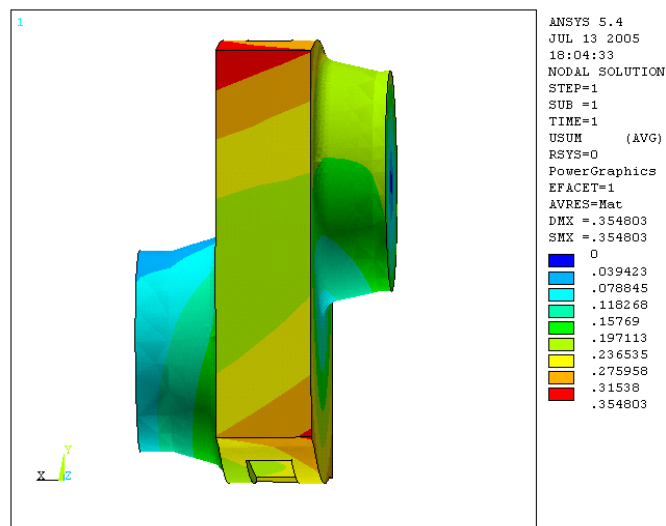 1
ANSYS 5.4
JUL 13 2005
18:04:33
NODAL SOLUTION
STEP=1
SUB =1
TIME=1
USUM (AVG)
RSYS=0
PowerGraphics
EFACET=1
AVRES=Mat
DMX =.354803
SMX =.354803
0
.039423
.078845
.118268
.15769
.197113
.236535
.275958
.31538
.354803
Y
X Z